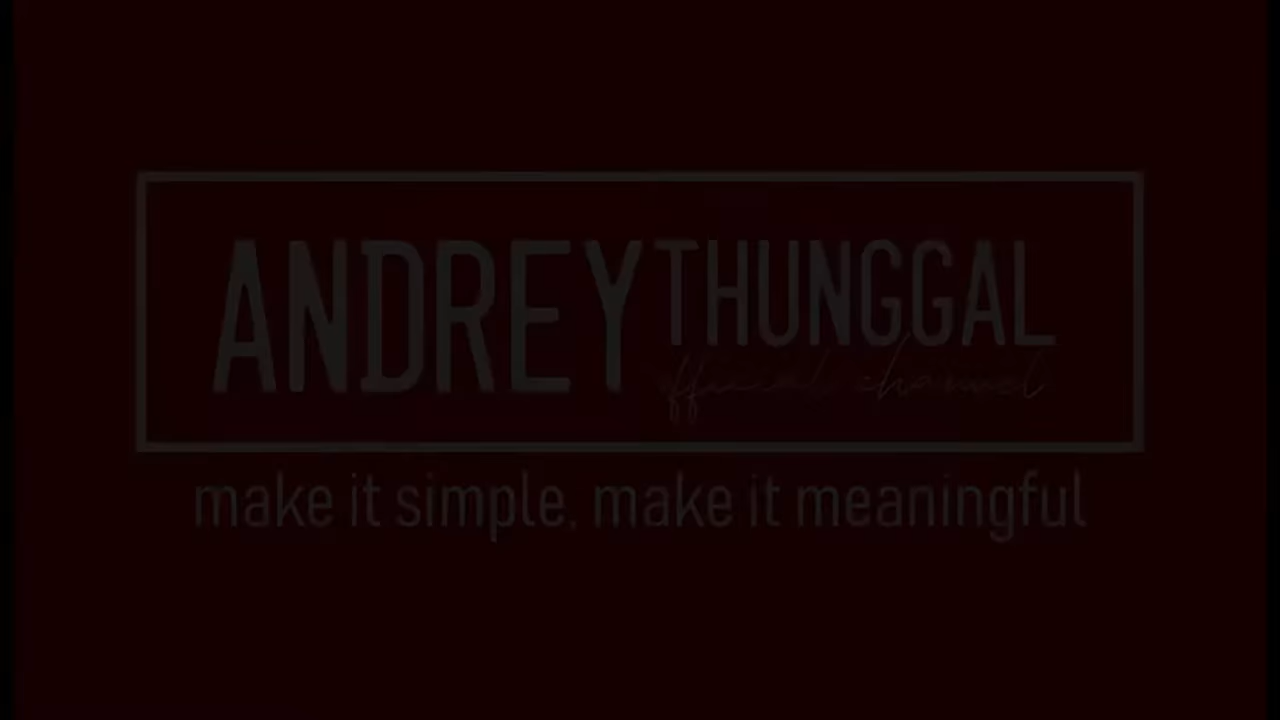 ANDREY THUNGGAL
official channel
make it simple, make it meaningful